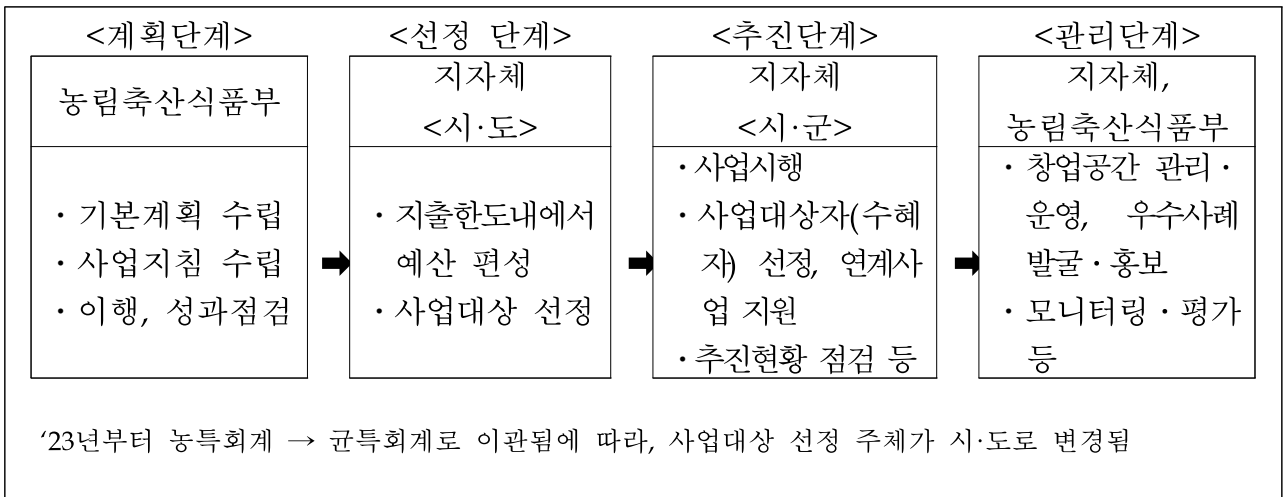 <계획단계>
농림축산식품부
· 기본계획 수립
· 사업지침 수립
· 이행, 성과점검
<선정 단계>
지자체
<시·도>
· 지출한도내에서
예산 편성
· 사업대상 선정
<추진단계>
지자체
<시·군>
· 사업시행
· 사업대상자(수혜
자) 선정, 연계사
업 지원
· 추진현황 점검 등
<관리단계>
지자체,
농림축산식품부
· 창업공간 관리·
운영, 우수사례
발굴·홍보
· 모니터링·평가
등
‘23년부터 농특회계 → 균특회계로 이관됨에 따라, 사업대상 선정 주체가 시·도로 변경됨